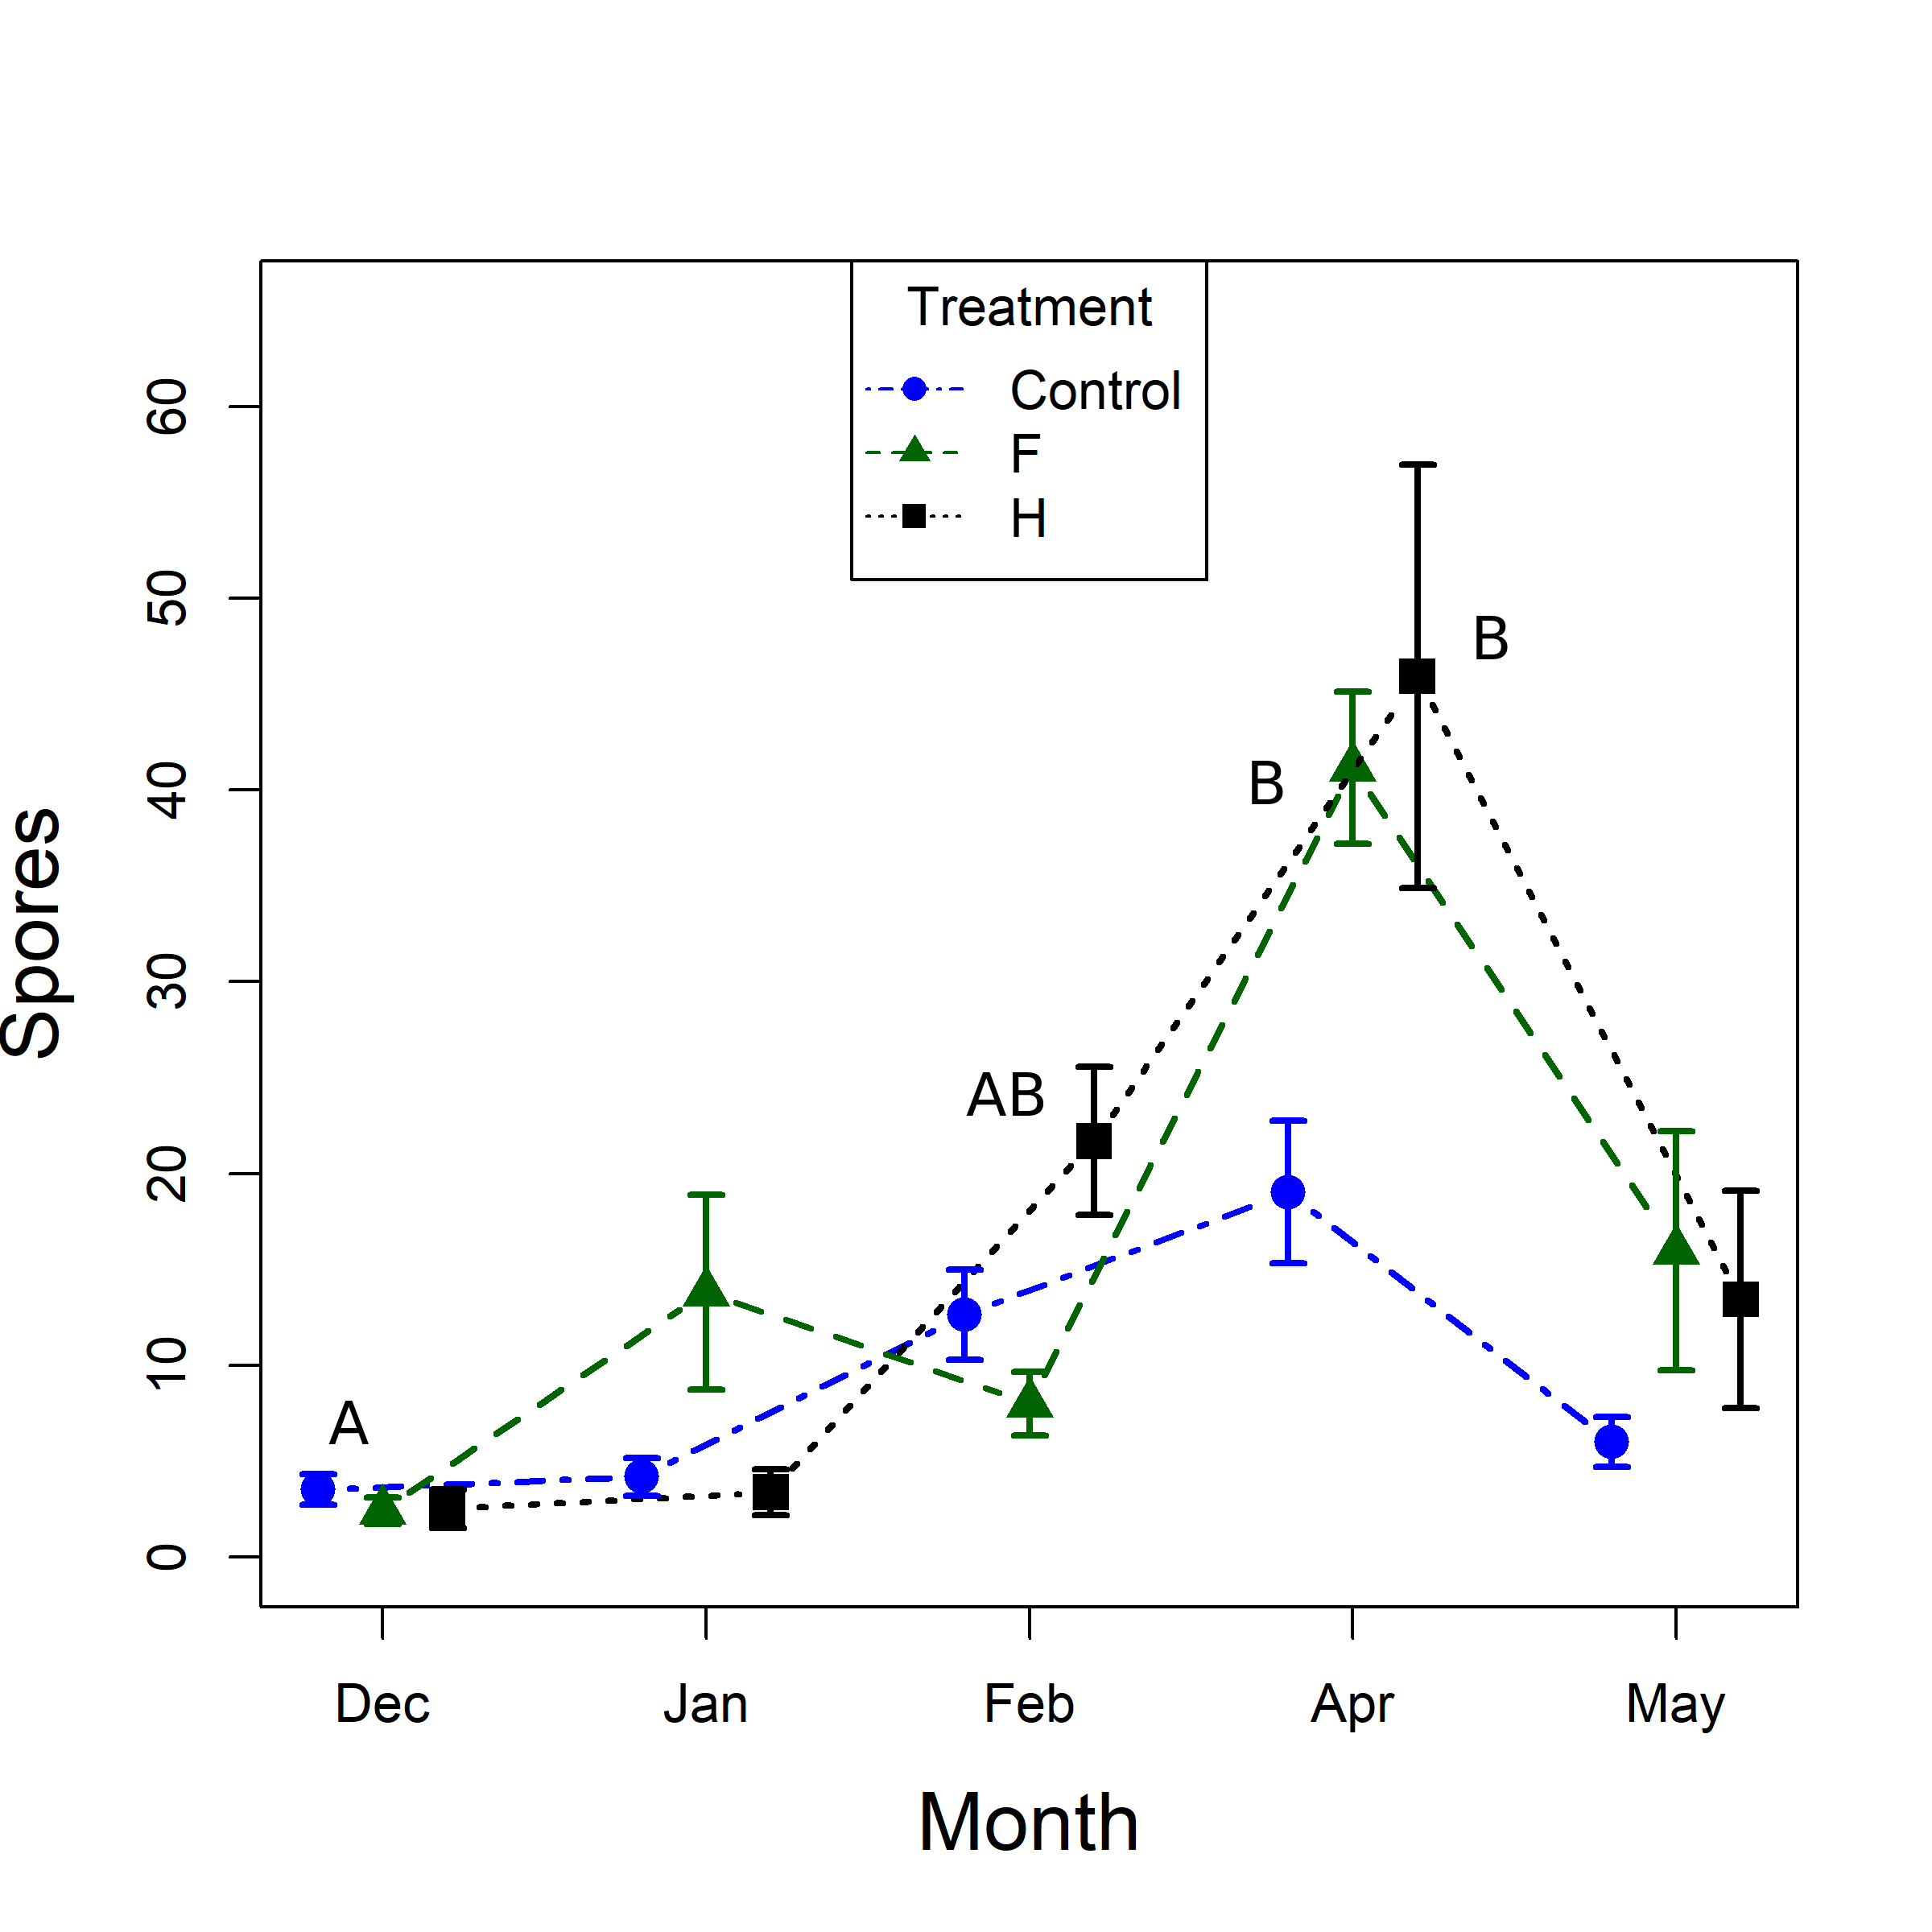 Treatment
Control
F
H
60
50
40
30
20
10
0
Spores
B
B
AB
A
Dec Jan Feb Apr May
Month